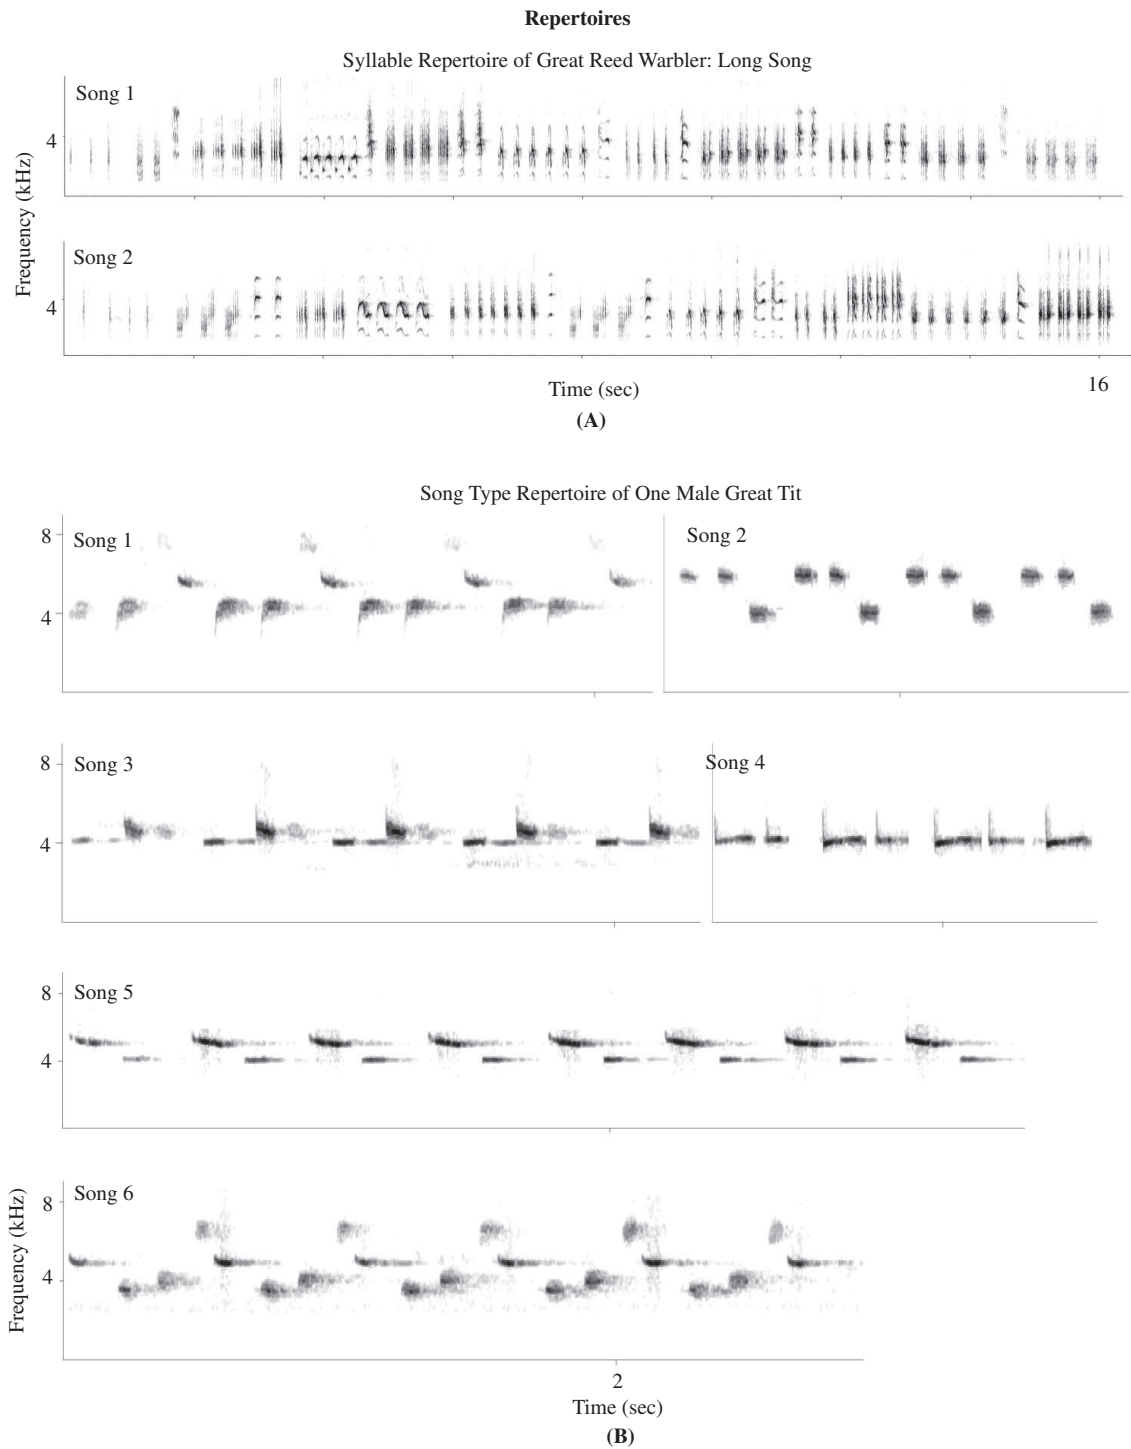 Repertoires
Syllable Repertoire of Great Reed Warbler: Long Song
Song 1
4
Song 2
4
Frequency (kHz)
16
Time (sec)
(A)
Song Type Repertoire of One Male Great Tit
8
Song 1
Song 2
4
8
Song 3
Song 4
4
8
Song 5
4
8
Song 6
4
Frequency (kHz)
2
Time (sec)
(B)